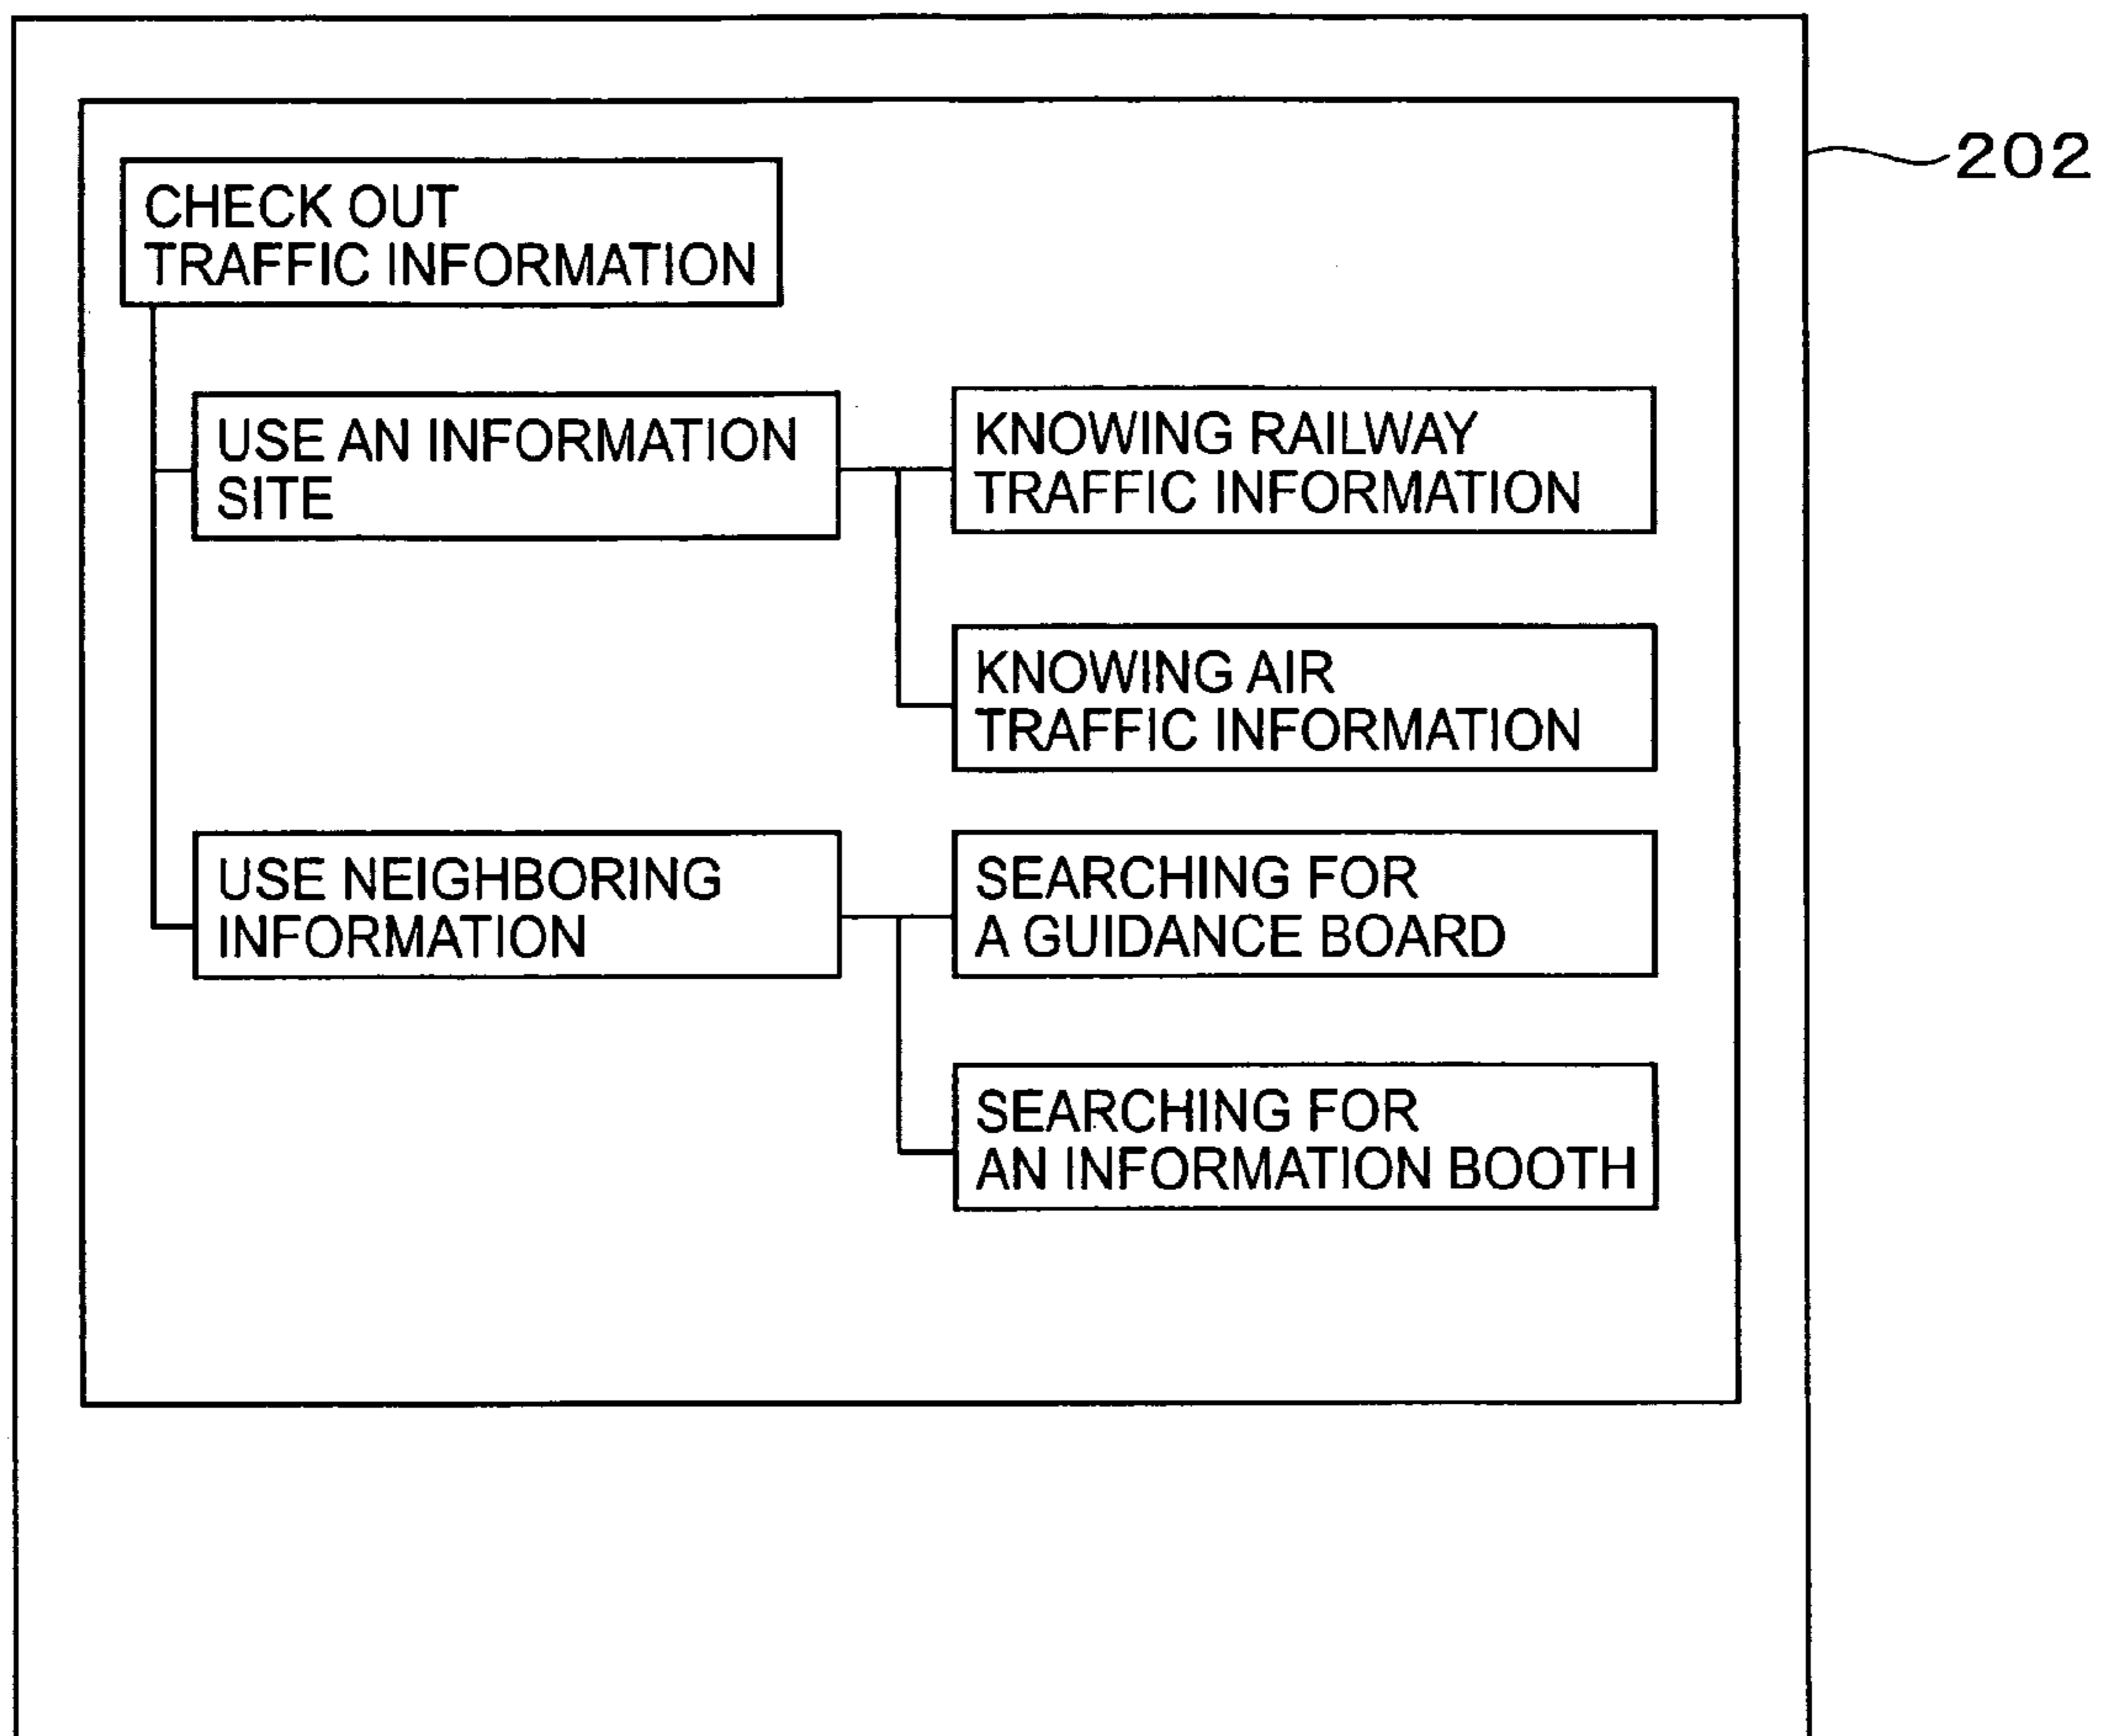 202
CHECK OUT
TRAFFIC INFORMATION
USE AN INFORMATION
SITE
KNOWING RAILWAY
TRAFFIC INFORMATION
KNOWING AIR
TRAFFIC INFORMATION
USE NEIGHBORING
INFORMATION
SEARCHING FOR
A GUIDANCE BOARD
SEARCHING FOR
AN INFORMATION BOOTH